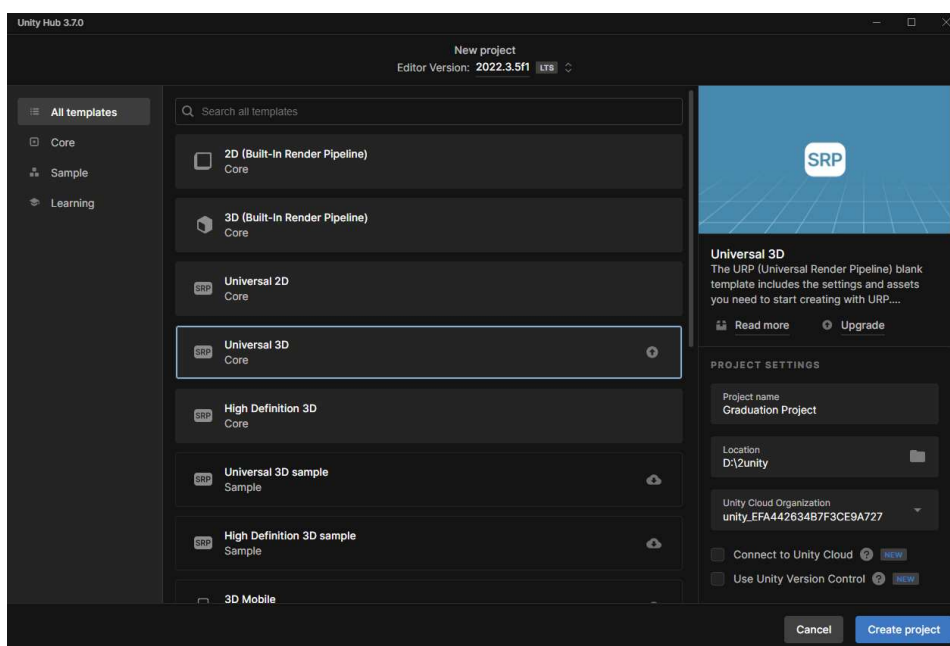 Unity Hub 3.7.0
New project
Editor Version: 2022.3.5f1 LTS
All templates
Core
Sample
Learning
Search all templates
2D (Built-In Render Pipeline)
Core
3D (Built-In Render Pipeline)
Core
SRP
Universal 2D
Core
SRP
Universal 3D
Core
SRP
High Definition 3D
Core
SRP
Universal 3D sample
Sample
SRP
High Definition 3D sample
Sample
3D Mobile
SRP
Universal 3D
The URP (Universal Render Pipeline) blank
template includes the settings and assets
you need to start creating with URP....
Read more Upgrade
PROJECT SETTINGS
Project name
Graduation Project
Location
D:\2unity
Unity Cloud Organization
unity_EFA442634B7F3CE9A727
Connect to Unity Cloud ? NEW
Use Unity Version Control ? NEW
Cancel Create project